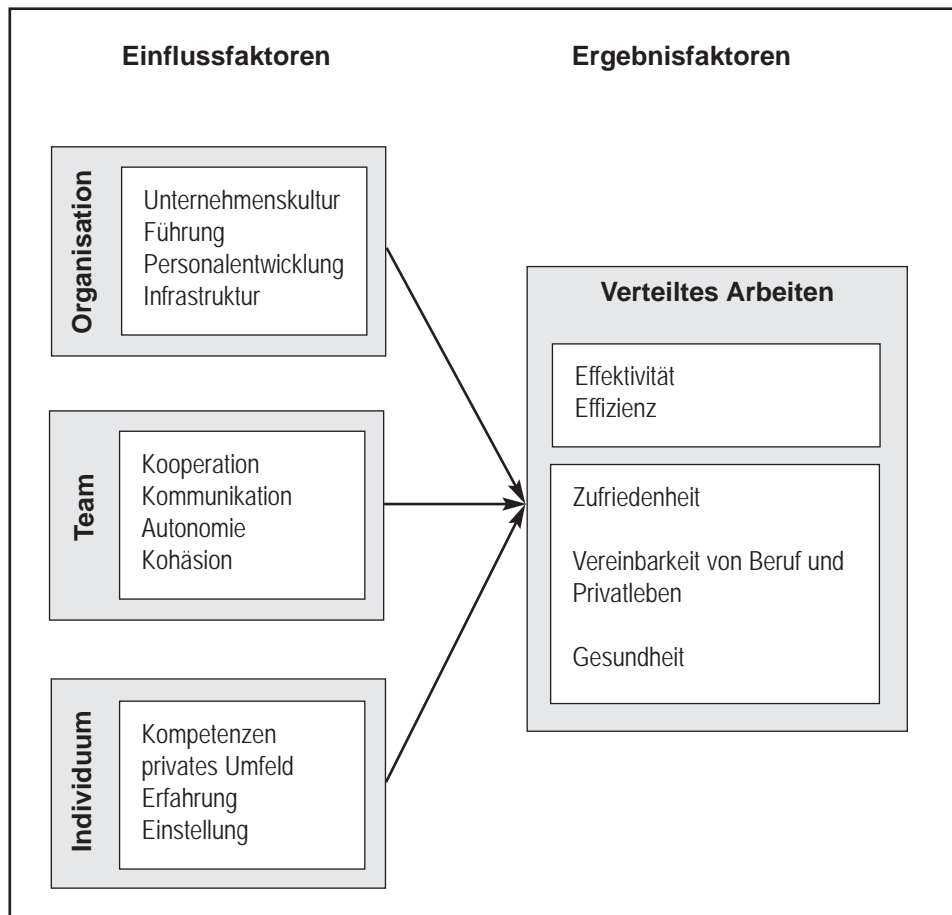 Einflussfaktoren
Ergebnisfaktoren
Organisation
Unternehmenskultur
Führung
Personalentwicklung
Infrastruktur
Team
Kooperation
Kommunikation
Autonomie
Kohäsion
Individuum
Kompetenzen
privates Umfeld
Erfahrung
Einstellung
Verteiltes Arbeiten
Effektivität
Effizienz
Zufriedenheit
Vereinbarkeit von Beruf und
Privatleben
Gesundheit